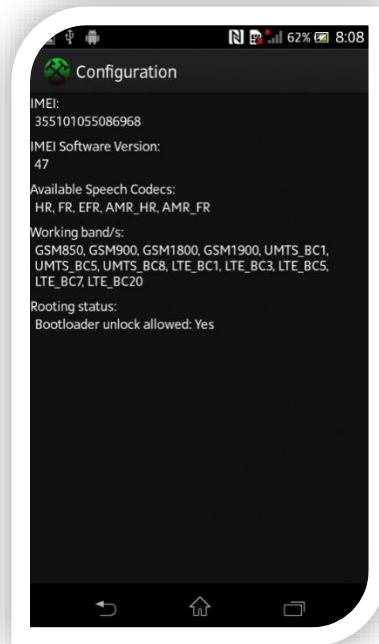 62% 8:08
Configuration
IMEI:
355101055086968
IMEI Software Version:
47
Available Speech Codecs:
HR, FR, EFR, AMR_HR, AMR_FR
Working band/s:
GSM850, GSM900, GSM1800, GSM1900, UMTS_BC1,
UMTS_BC5, UMTS_BC8, LTE_BC1, LTE_BC3, LTE_BC5,
LTE_BC7, LTE_BC20
Rooting status:
Bootloader unlock allowed: Yes